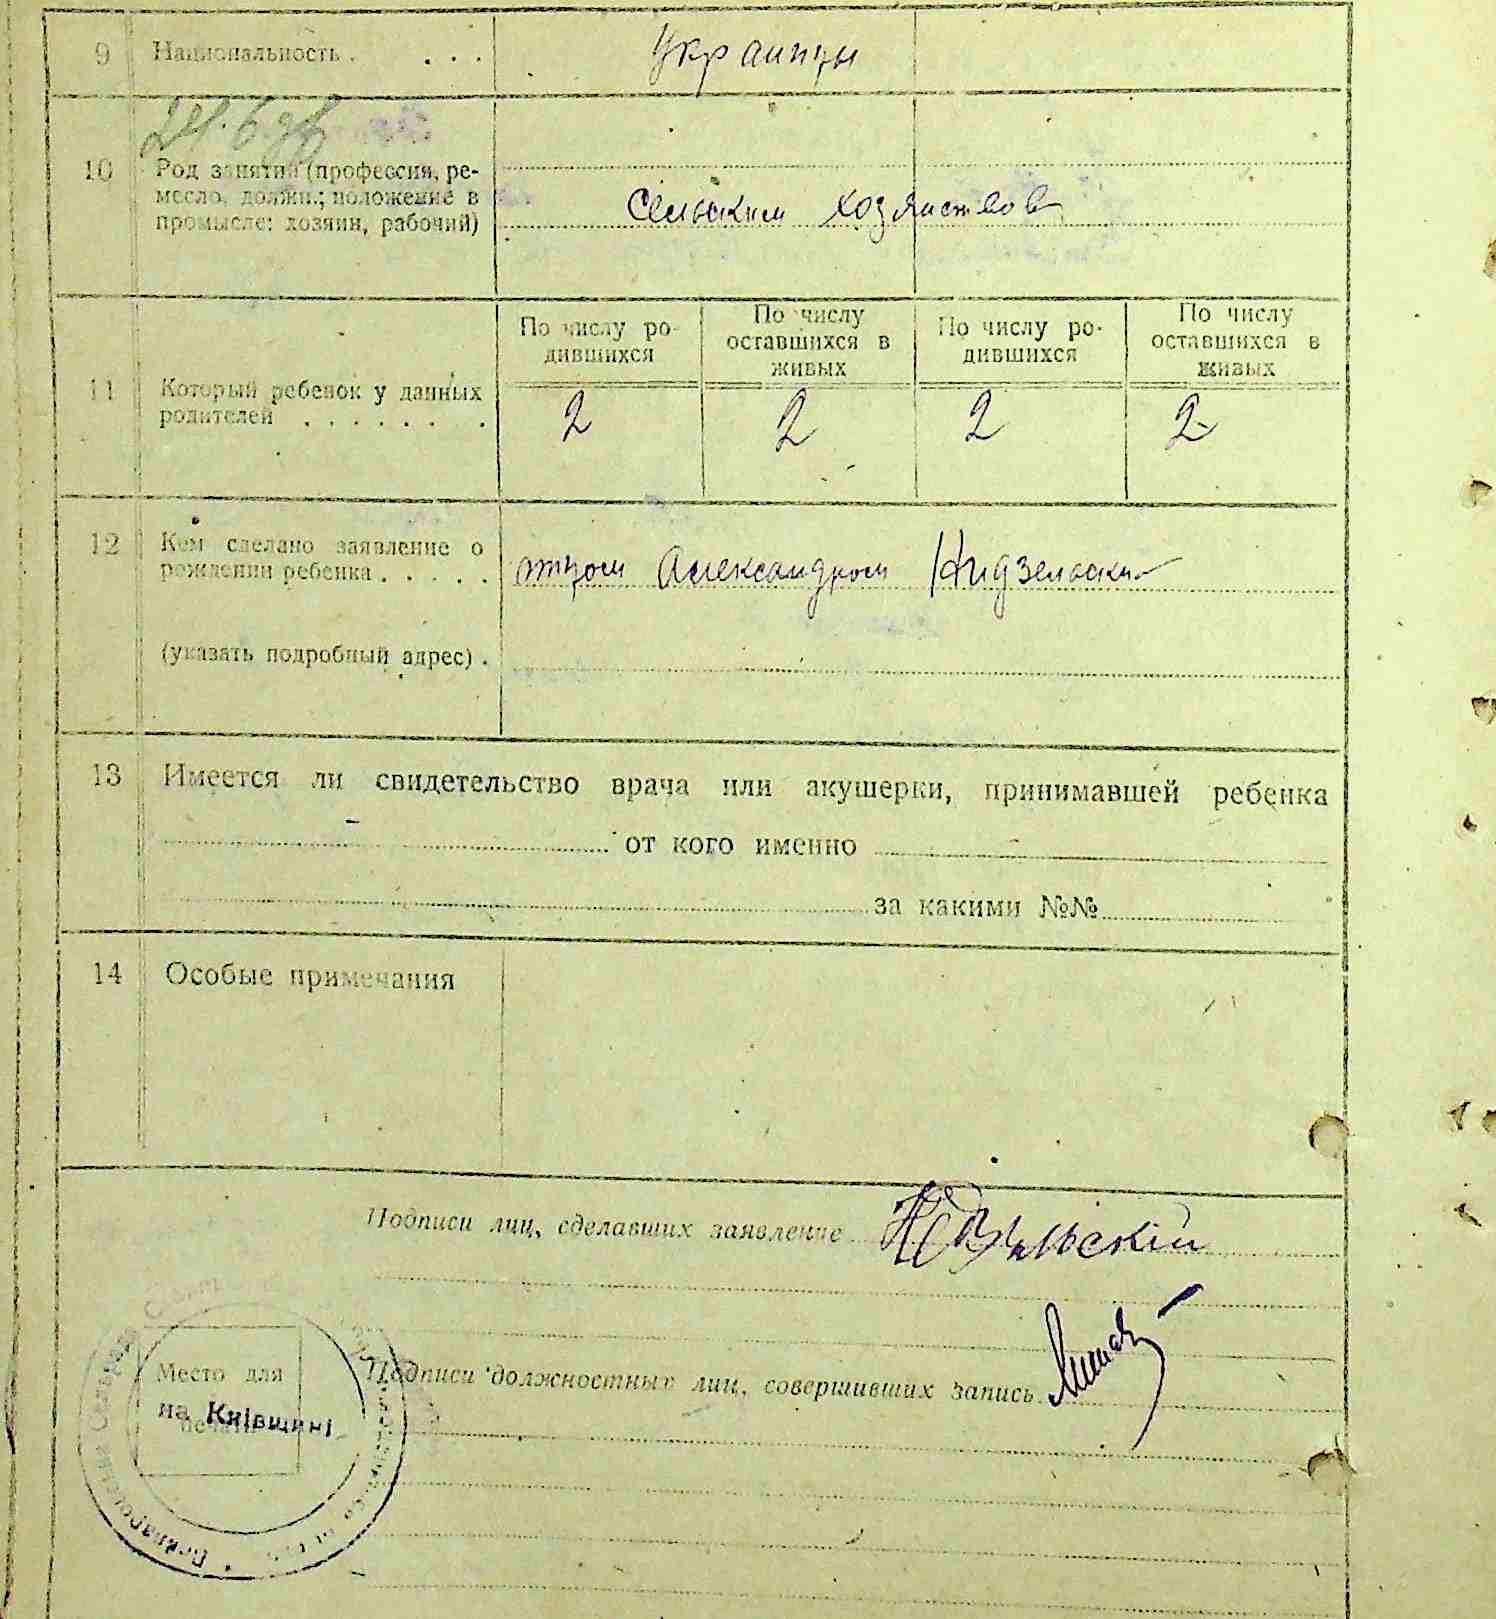 9 Национальность . . . . Украинцы
10 Род занятий (профессия, ре-
месло, должн.; положение в
промысле: хозяин, рабочий)
Сельским хозяйством
11 Который ребенок у данных
родителей . . . . . . . .
По числу ро-
дившихся
По числу
оставшихся в
живых
По числу ро-
дившихся
По числу
оставшихся в
живых
2 2 2 2
12 Кем сделано заявление о
рождении ребенка . . . . .
отцом Александром
(указать подробный адрес) .
13 Имеется ли свидетельство врача или акушерки, принимавшей ребенка
от кого именно
за какими №№
14 Особые примечания
Подписи лиц, сделавших заявление
Место для
печати
на Київщині
Подписи должностных лиц, совершивших запись